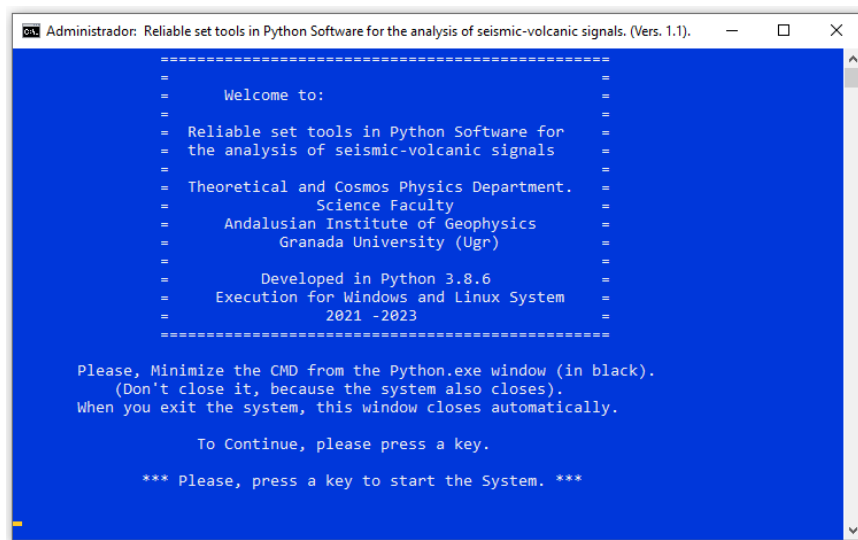 Administrador: Reliable set tools in Python Software for the analysis of seismic-volcanic signals. (Vers. 1.1).
=================================================
= =
= Welcome to: =
= =
= Reliable set tools in Python Software for =
= the analysis of seismic-volcanic signals =
= =
= Theoretical and Cosmos Physics Department. =
= Science Faculty =
= Andalusian Institute of Geophysics =
= Granada University (Ugr) =
= =
= Developed in Python 3.8.6 =
= Execution for Windows and Linux System =
= 2021 -2023 =
=================================================
Please, Minimize the CMD from the Python.exe window (in black).
(Don't close it, because the system also closes).
When you exit the system, this window closes automatically.
To Continue, please press a key.
*** Please, press a key to start the System. ***